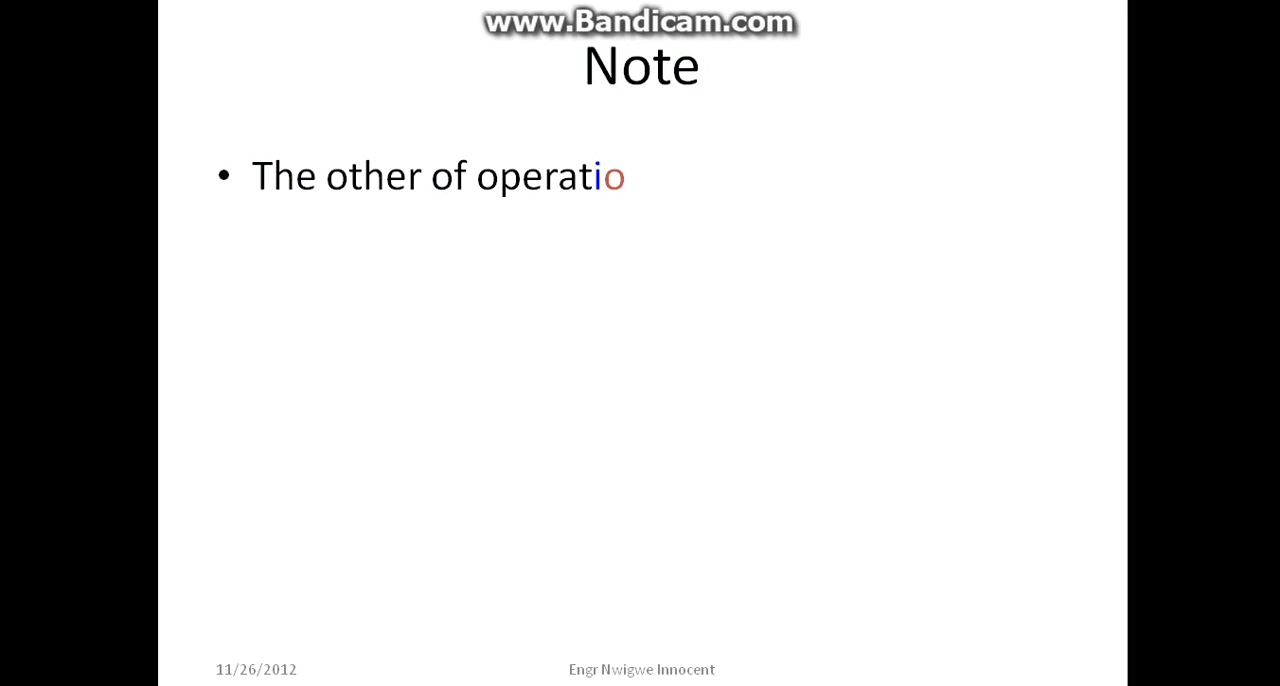 www.Bandicam.com
Note
• The other of operatio
11/26/2012
Engr Nwigwe Innocent